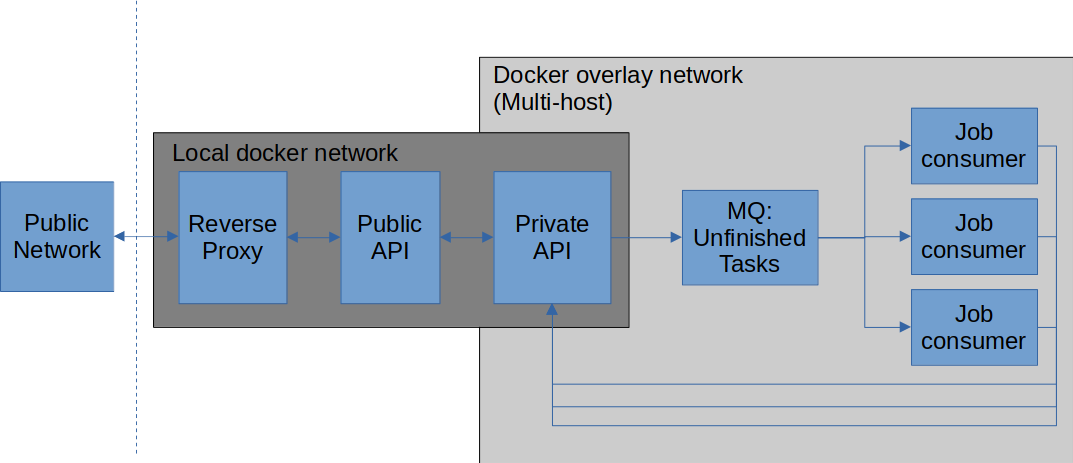 Docker overlay network
(Multi-host)
Local docker network
Public
Network
Reverse
Proxy
Public
API
Private
API
MQ:
Unfinished
Tasks
Job
consumer
Job
consumer
Job
consumer